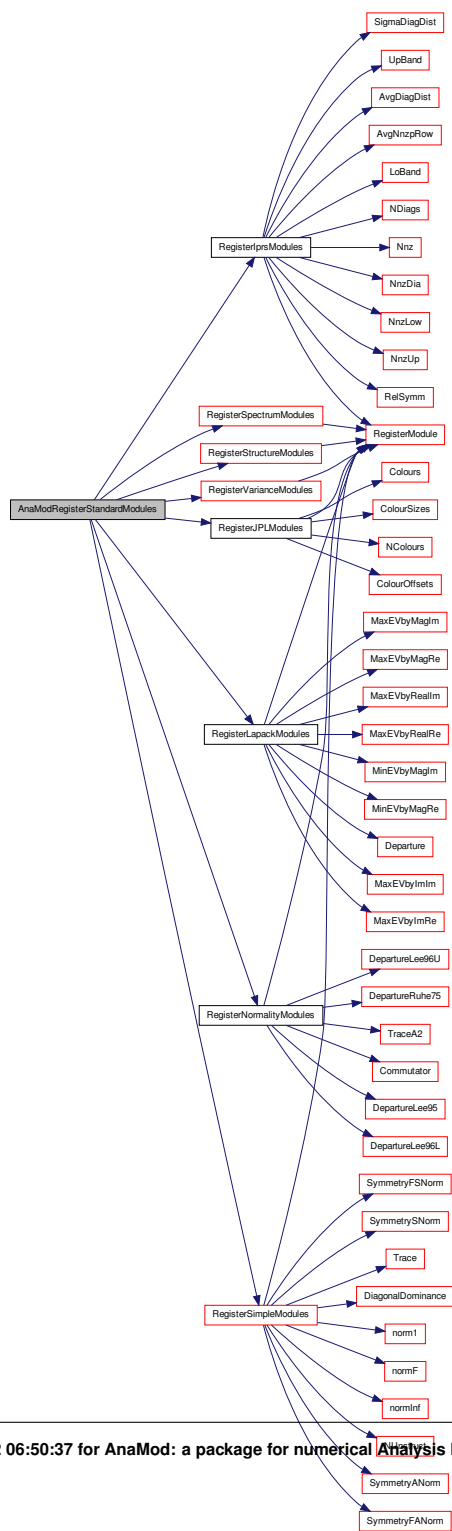 SigmaDiagDist
UpBand
AvgDiagDist
AvgNnzpRow
LoBand
NDiags
RegisterIprsModules
Nnz
NnzDia
NnzLow
NnzUp
RelSymm
RegisterSpectrumModules
RegisterModule
RegisterStructureModules
Colours
RegisterVarianceModules
AnaModRegisterStandardModules
ColourSizes
RegisterJPLModules
NColours
ColourOffsets
MaxEVbyMagIm
MaxEVbyMagRe
MaxEVbyRealIm
RegisterLapackModules
MaxEVbyRealRe
MinEVbyMagIm
MinEVbyMagRe
Departure
MaxEVbyImIm
MaxEVbyImRe
DepartureLee96U
DepartureRuhe75
RegisterNormalityModules
TraceA2
Commutator
DepartureLee95
DepartureLee96L
SymmetryFSNorm
SymmetrySNorm
Trace
DiagonalDominance
RegisterSimpleModules
norm1
normF
normInf
06:50:37 for AnaMod: a package for numerical Analysis
SymmetryANorm
SymmetryFANorm